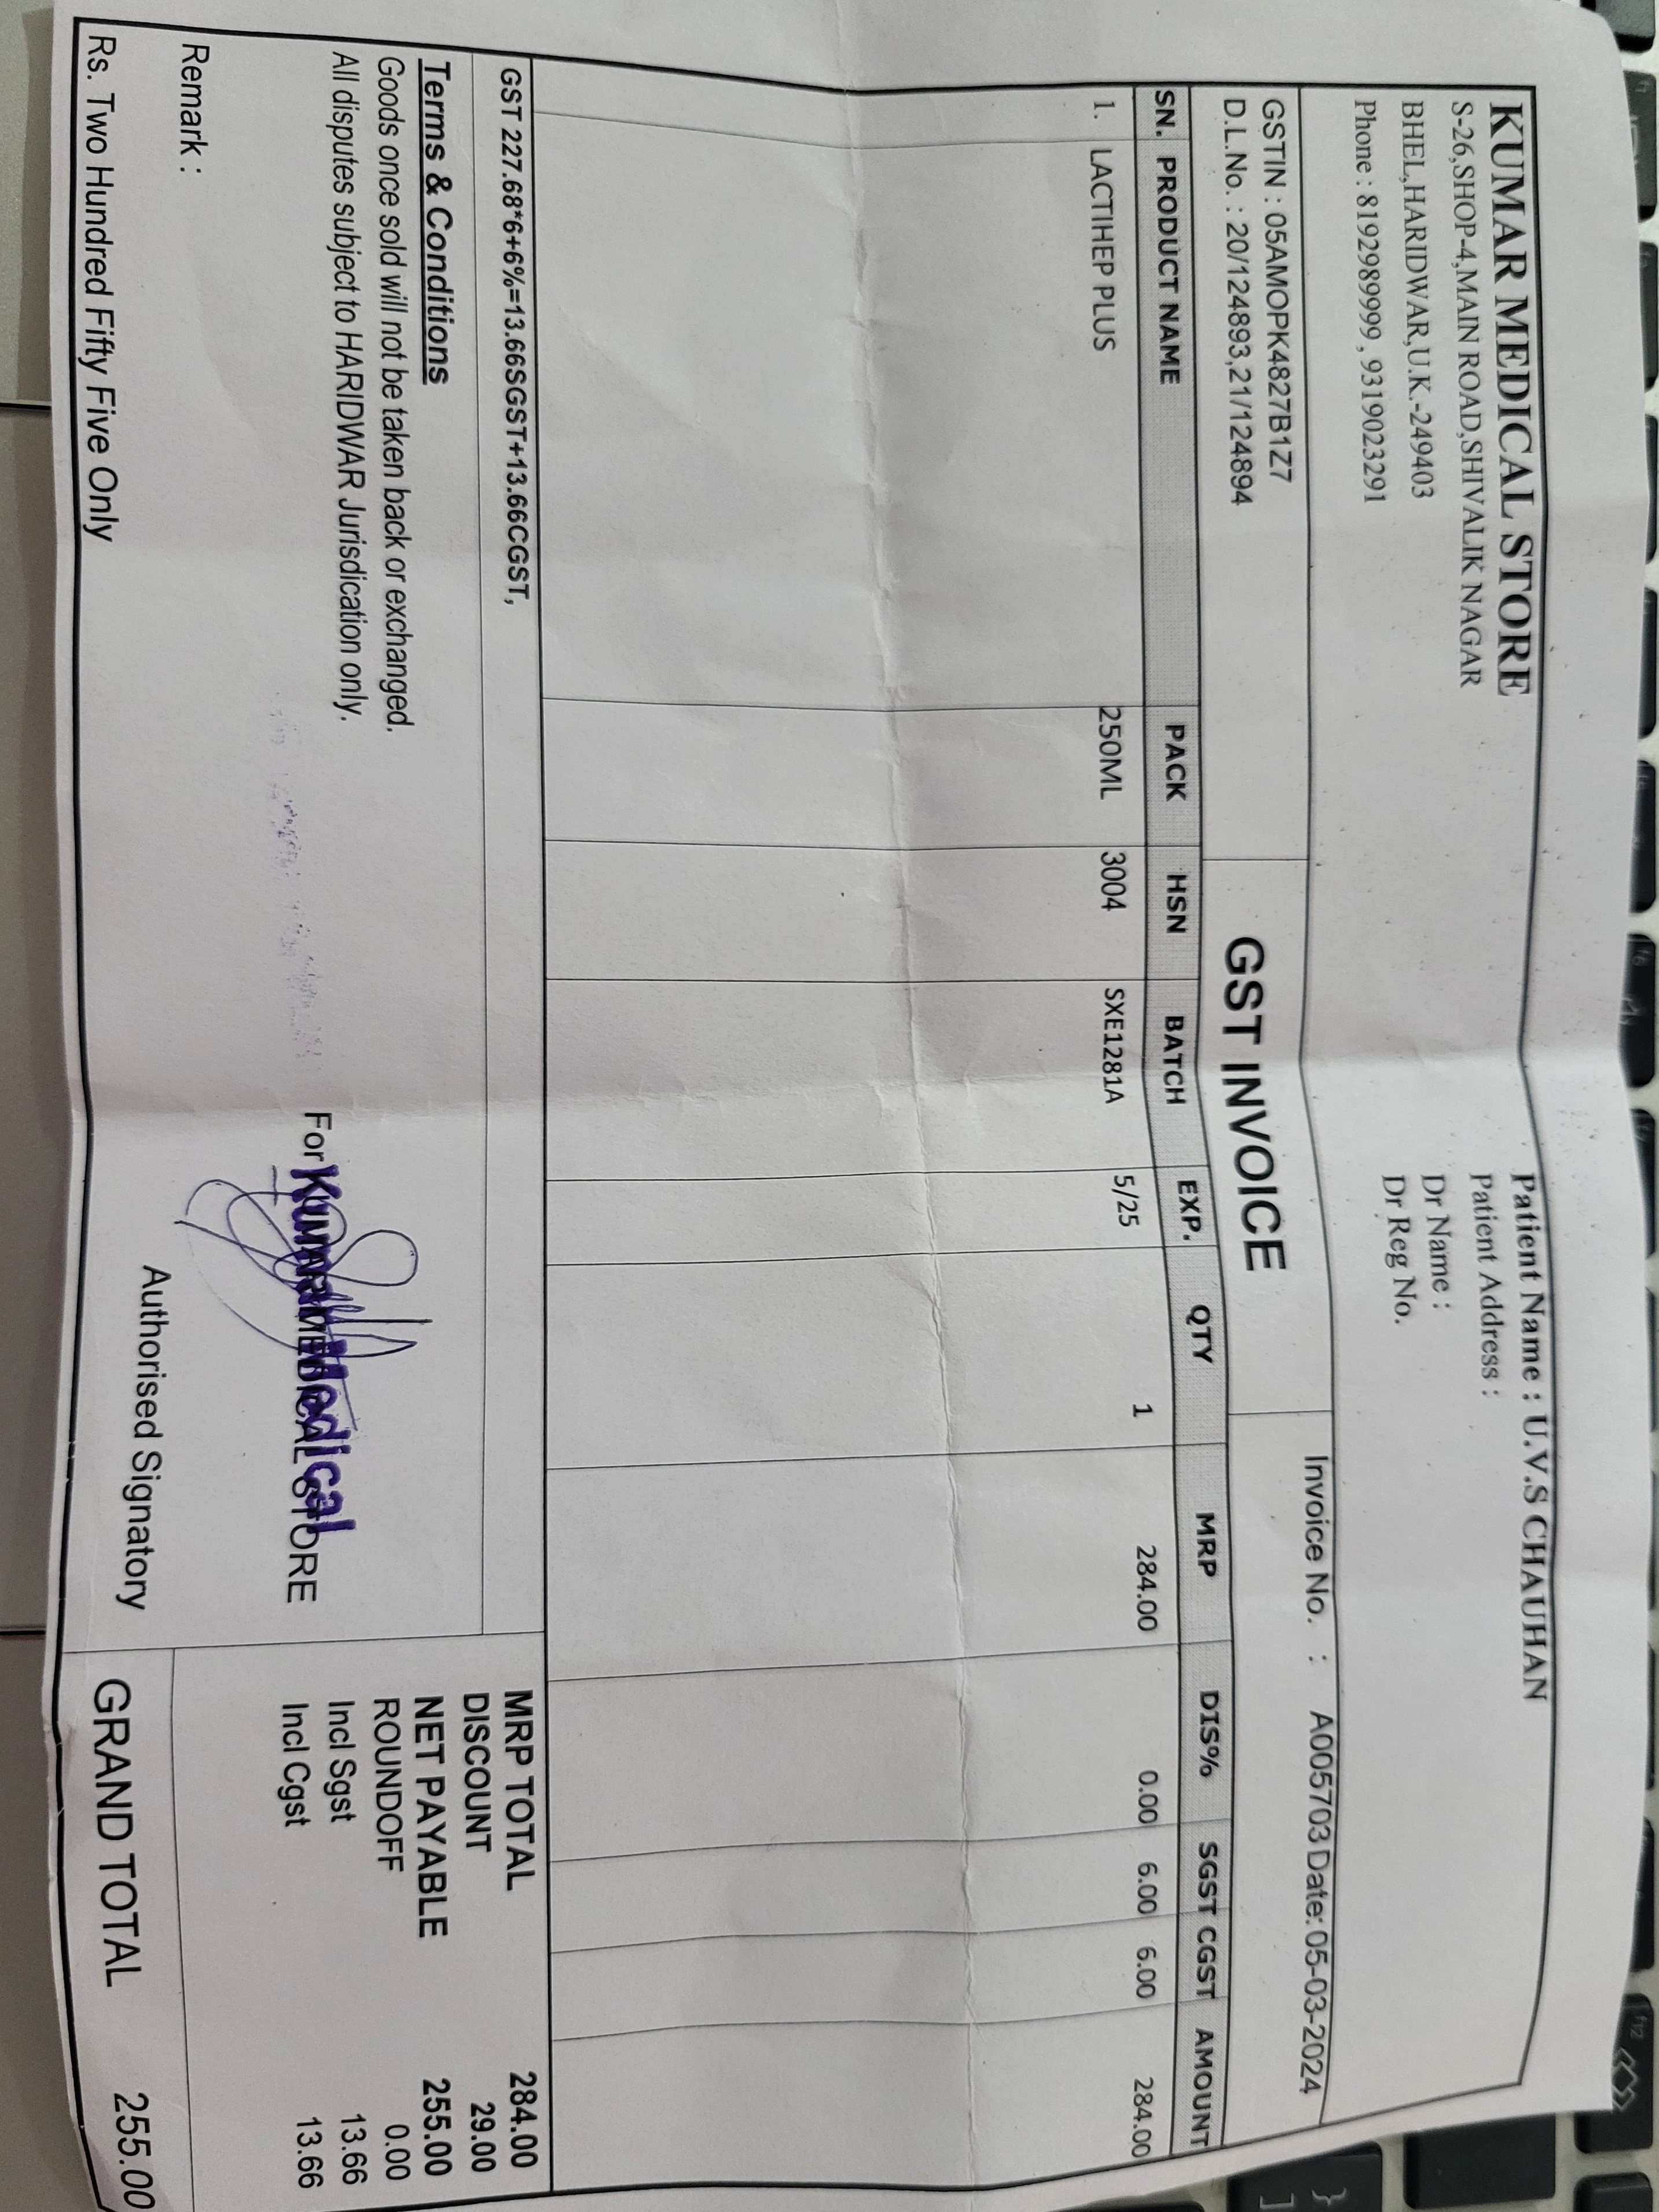 KUMAR MEDICAL STORE
S-26,SHOP-4,MAIN ROAD,SHIVALIK NAGAR
BHEL,HARIDWAR,U.K.-249403
Phone : 8192989999 , 9319023291
Patient Name : U.V.S CHAUHAN
Patient Address :
Dr Name :
Dr Reg No.
GSTIN : 05AMOPK4827B1Z7
D.L.No. : 20/124893,21/124894
GST INVOICE
Invoice No. : A005703 Date: 05-03-2024
SN. PRODUCT NAME PACK HSN BATCH EXP. QTY MRP DIS% SGST CGST AMOUNT
1. LACTIHEP PLUS 250ML 3004 SXE1281A 5/25 1 284.00 0.00 6.00 6.00 284.00
GST 227.68*6+6%=13.66SGST+13.66CGST,
Terms & Conditions
Goods once sold will not be taken back or exchanged.
All disputes subject to HARIDWAR Jurisdication only.
For KUMAR MEDICAL STORE
Kumar Medical
Authorised Signatory
Remark :
Rs. Two Hundred Fifty Five Only
MRP TOTAL 284.00
DISCOUNT 29.00
NET PAYABLE 255.00
ROUNDOFF 0.00
Incl Sgst 13.66
Incl Cgst 13.66
GRAND TOTAL 255.00